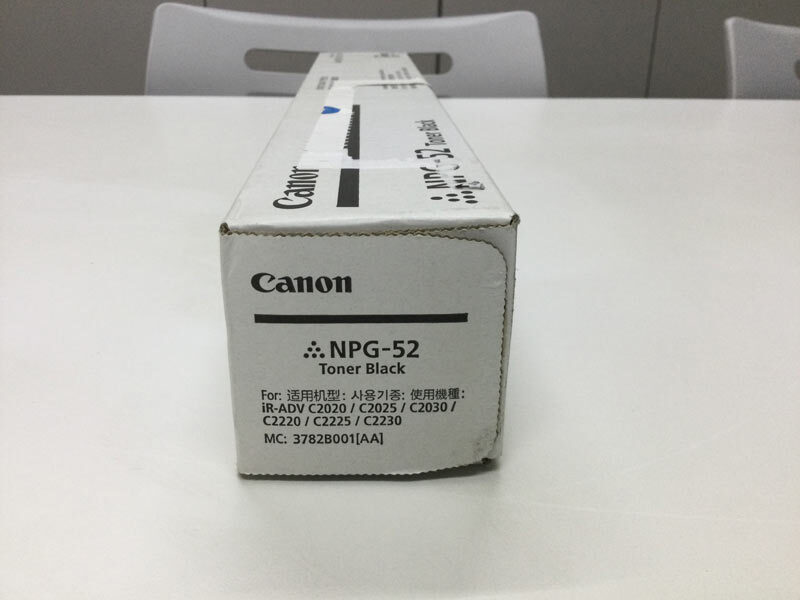 Canon
NPG-52 Toner Black
Canon
NPG-52
Toner Black
For: 适用机型: 사용기종: 使用機種:
iR-ADV C2020 / C2025 / C2030 /
C2220 / C2225 / C2230
MC: 3782B001[AA]